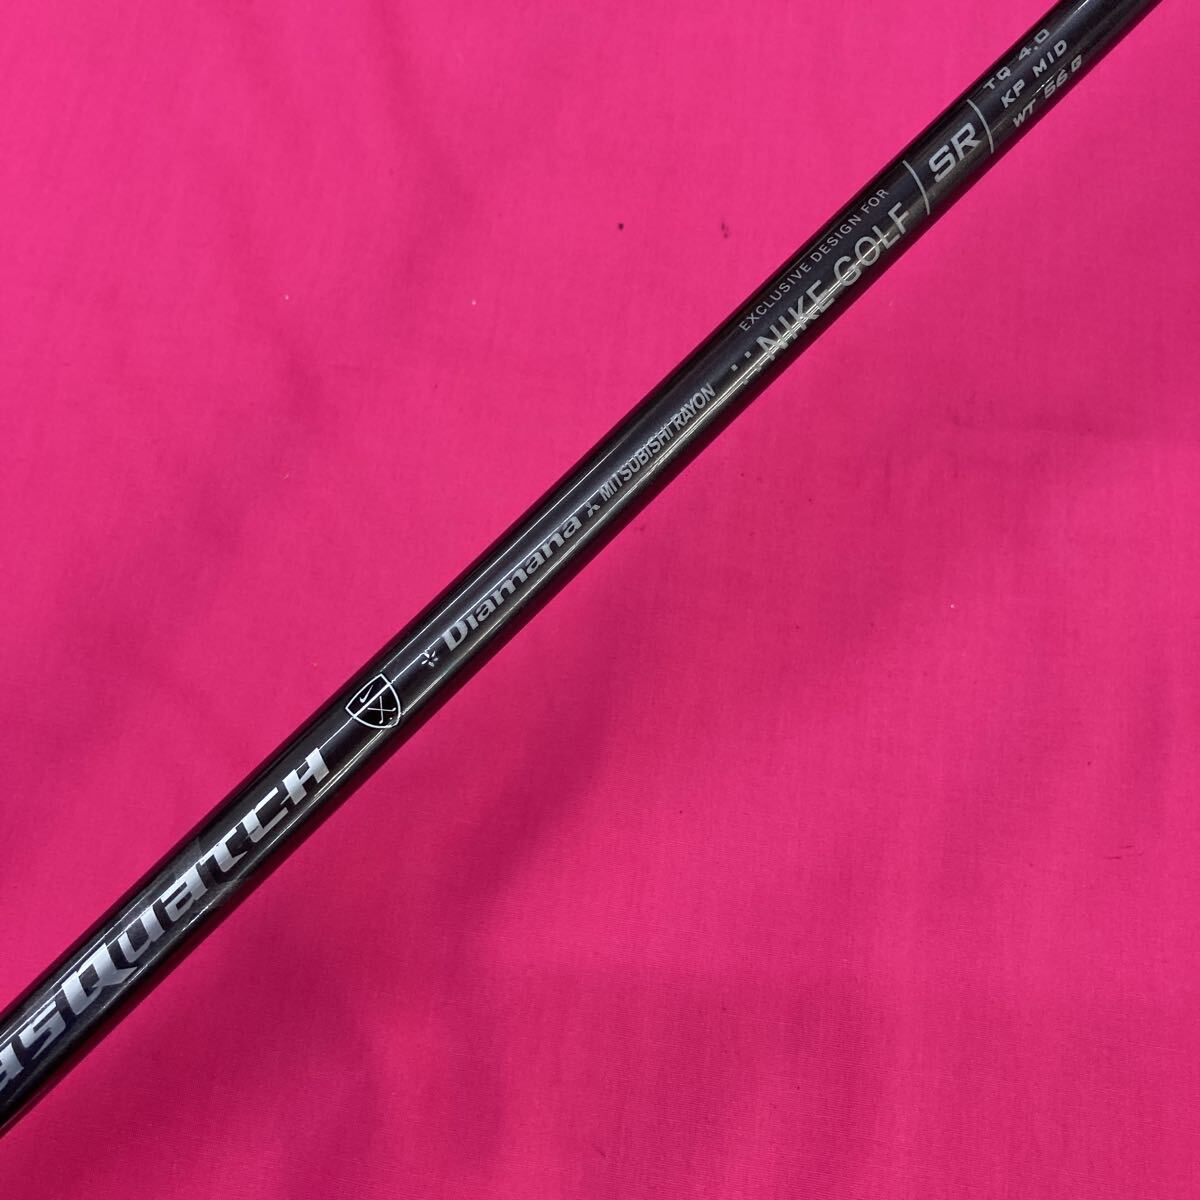 asQuatcH
Diamana MITSUBISHI RAYON
EXCLUSIVE DESIGN FOR
NIKE GOLF
SR
TQ 4.0
KP MID
WT 56G